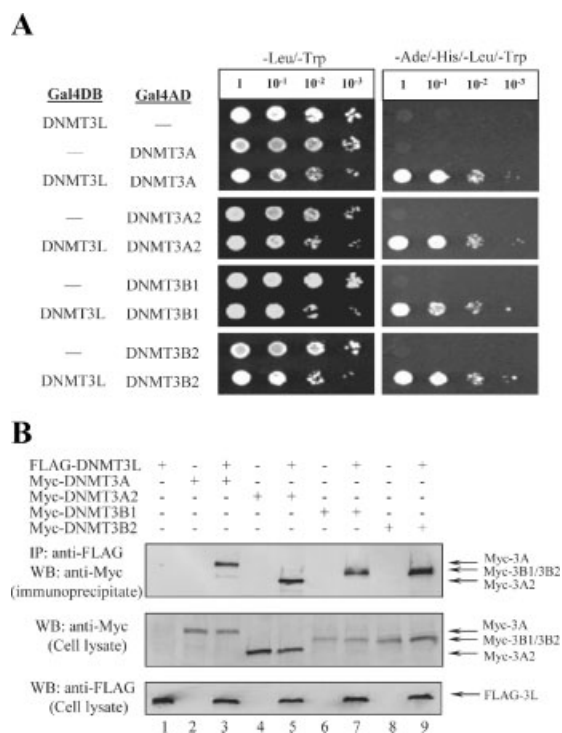 A
-Leu/-Trp -Ade/-His/-Leu/-Trp
Gal4DB Gal4AD 1 10-1 10-2 10-3 1 10-1 10-2 10-3
DNMT3L —
— DNMT3A
DNMT3L DNMT3A
— DNMT3A2
DNMT3L DNMT3A2
— DNMT3B1
DNMT3L DNMT3B1
— DNMT3B2
DNMT3L DNMT3B2
B
FLAG-DNMT3L + - + - + - + - +
Myc-DNMT3A - + + - - - - - -
Myc-DNMT3A2 - - - + + - - - -
Myc-DNMT3B1 - - - - - + + - -
Myc-DNMT3B2 - - - - - - - + +
IP: anti-FLAG
WB: anti-Myc
(immunoprecipitate)
Myc-3A
Myc-3B1/3B2
Myc-3A2
WB: anti-Myc
(Cell lysate)
Myc-3A
Myc-3B1/3B2
Myc-3A2
WB: anti-FLAG
(Cell lysate)
FLAG-3L
1 2 3 4 5 6 7 8 9